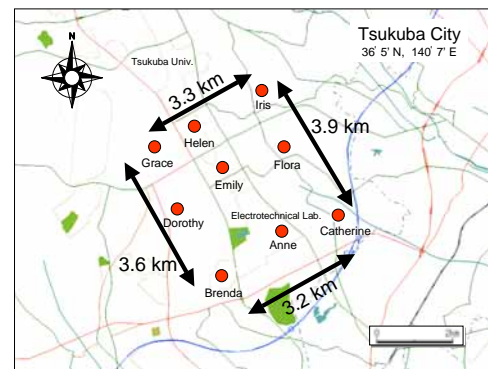 Tsukuba City
36° 5' N, 140° 7' E
N
Tsukuba Univ.
3.3 km
Iris
3.9 km
Helen
Grace
Flora
Emily
Dorothy
Electrotechnical Lab.
Catherine
Anne
3.6 km
Brenda
3.2 km
0